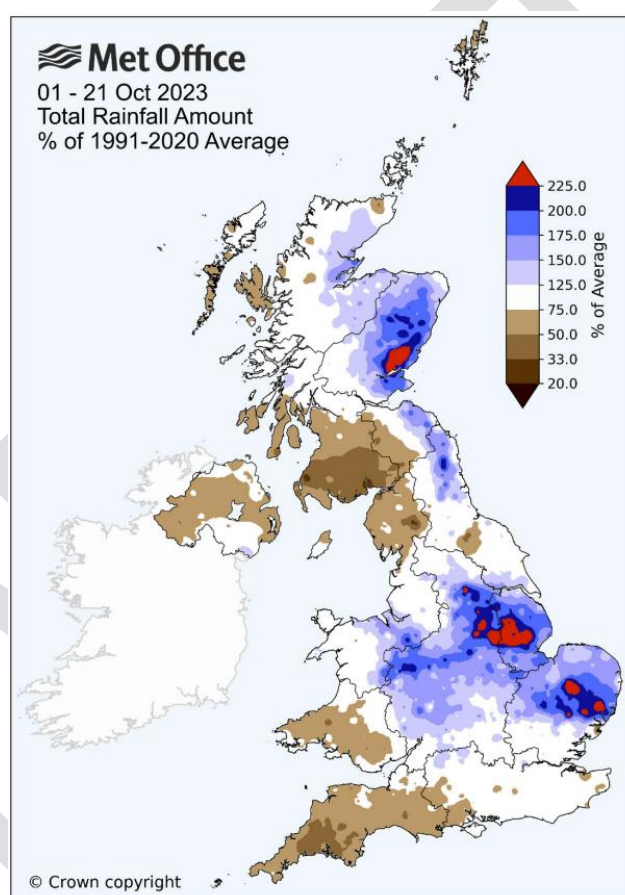 Met Office
01 - 21 Oct 2023
Total Rainfall Amount
% of 1991-2020 Average
225.0
200.0
175.0
150.0
125.0
75.0
50.0
33.0
20.0
% of Average
© Crown copyright